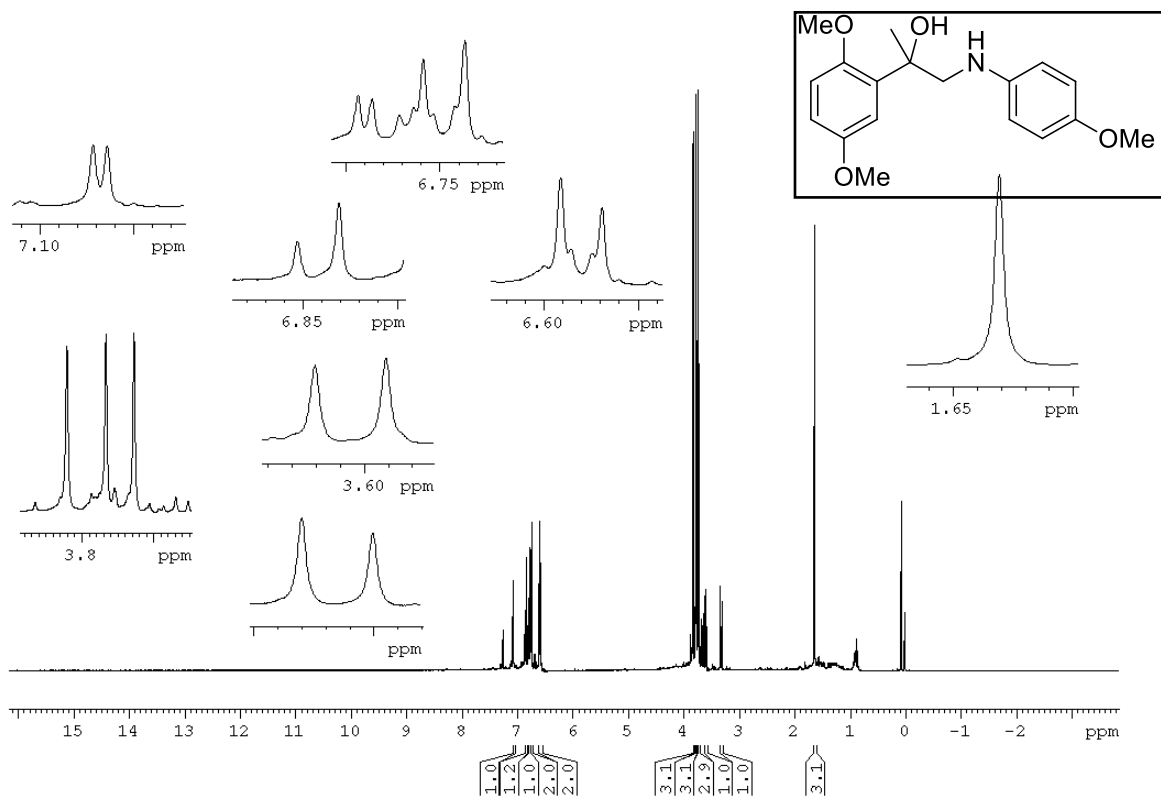 MeO
OH
H
N
OMe
OMe
6.75 ppm
7.10 ppm
6.85 ppm
6.60 ppm
1.65 ppm
3.8 ppm
3.60 ppm
ppm
15 14 13 12 11 10 9 8 7 6 5 4 3 2 1 0 -1 -2 ppm
1.0 1.2 1.0 2.0 2.0 3.1 3.1 2.9 1.0 1.0 3.1